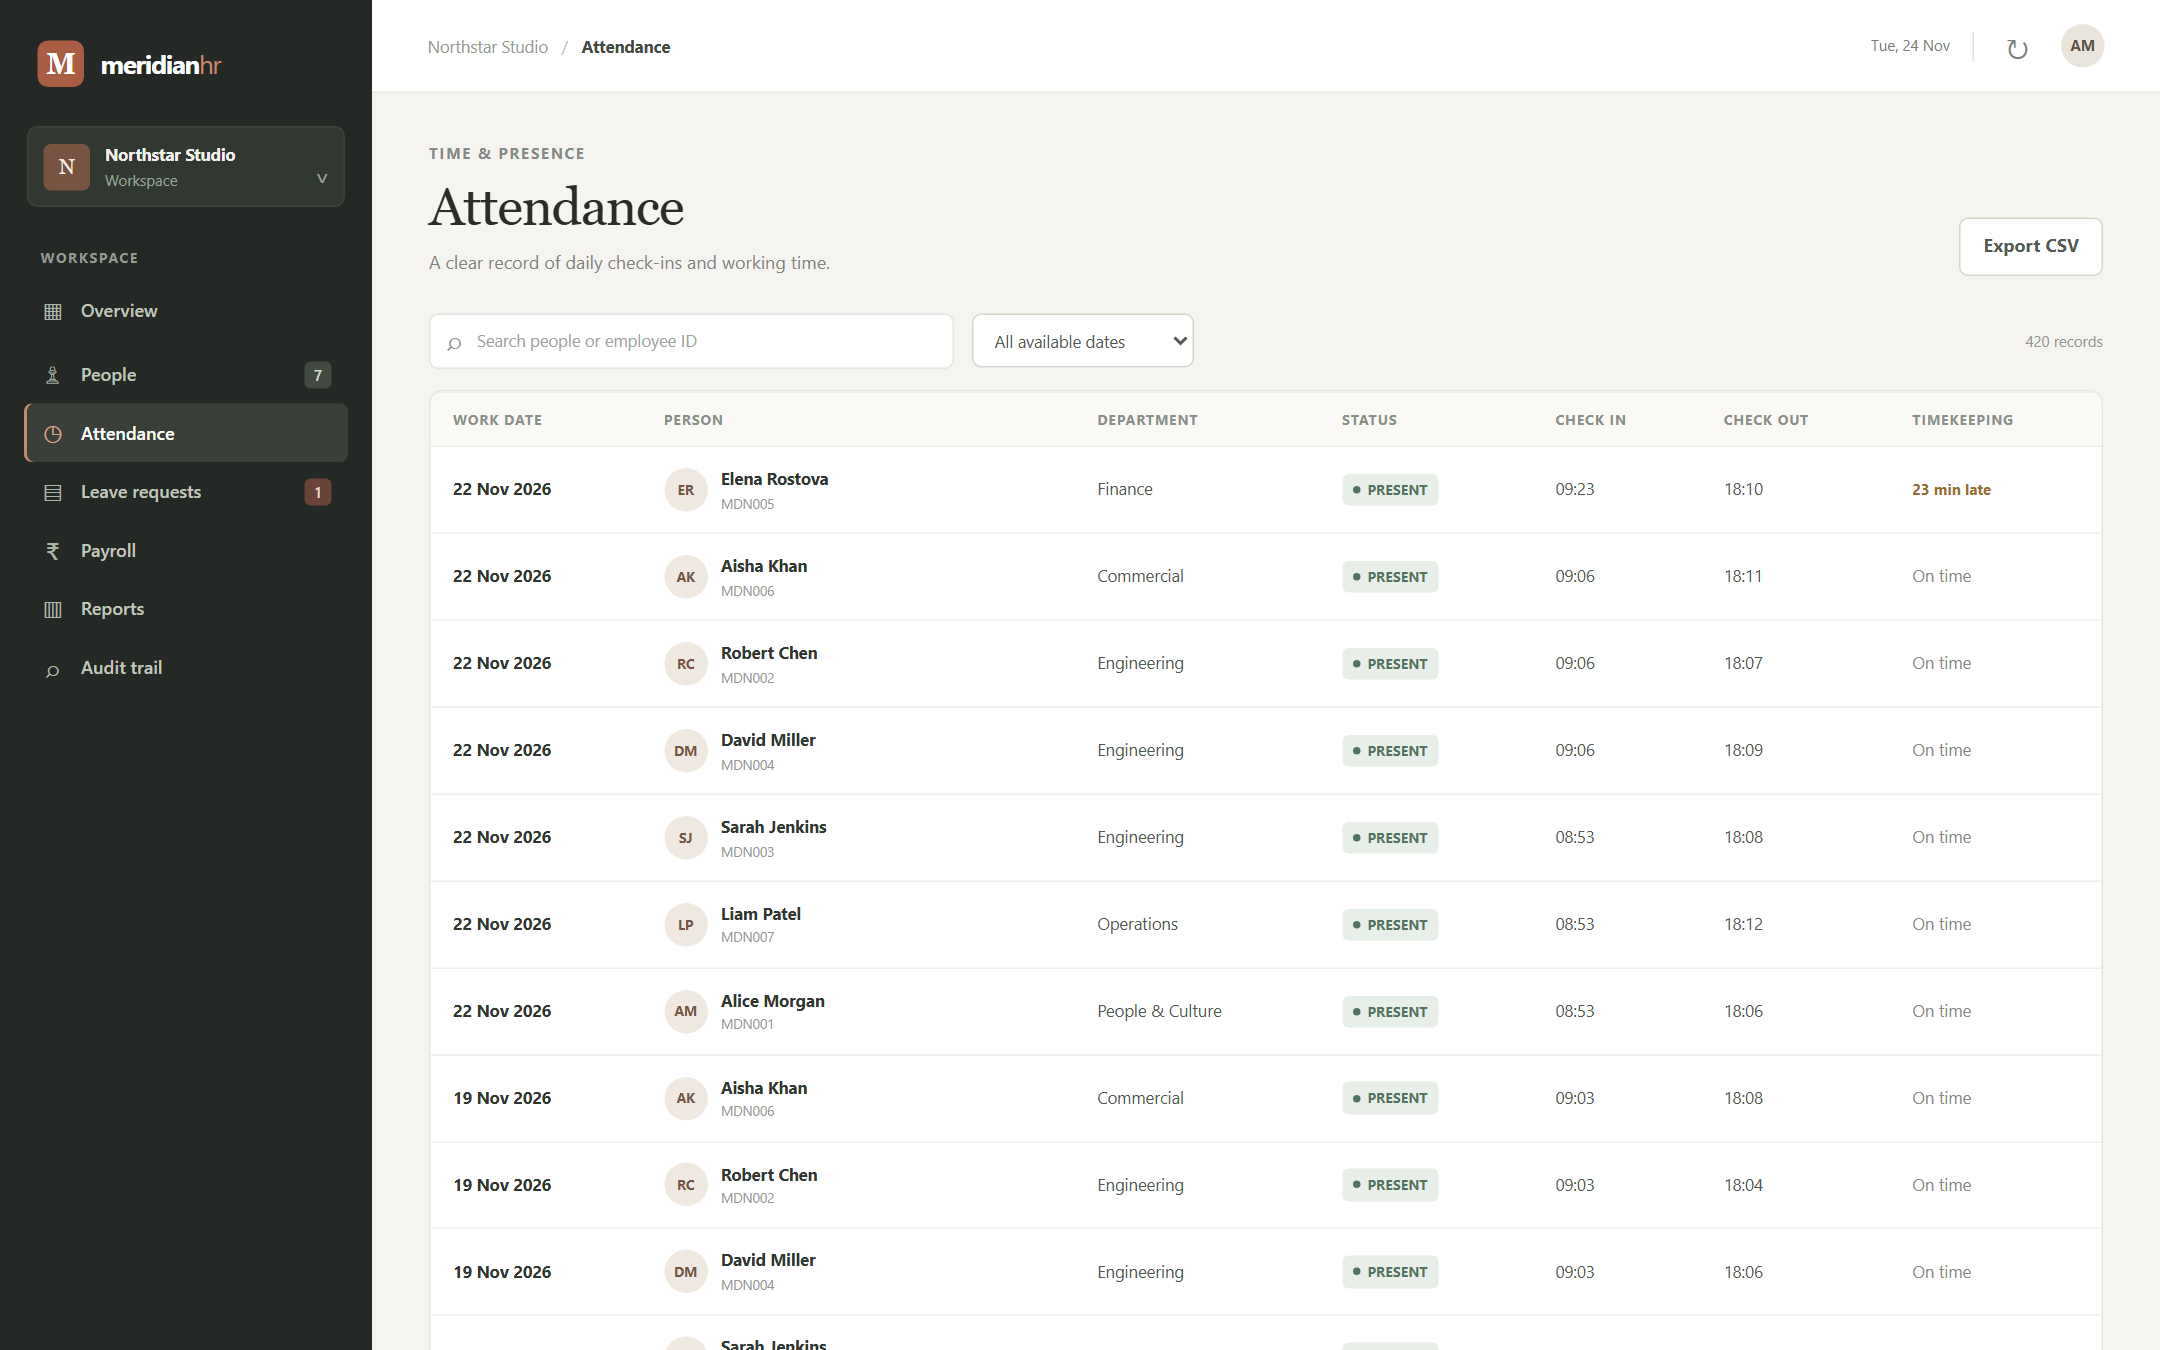 M meridianhr
N Northstar Studio
Workspace
WORKSPACE
Overview
People 7
Attendance
Leave requests 1
₹ Payroll
Reports
Audit trail
Northstar Studio / Attendance
Tue, 24 Nov
AM
TIME & PRESENCE
Attendance
A clear record of daily check-ins and working time.
Export CSV
Search people or employee ID
All available dates
420 records
WORK DATE PERSON DEPARTMENT STATUS CHECK IN CHECK OUT TIMEKEEPING
22 Nov 2026 ER Elena Rostova Finance PRESENT 09:23 18:10 23 min late
MDN005
22 Nov 2026 AK Aisha Khan Commercial PRESENT 09:06 18:11 On time
MDN006
22 Nov 2026 RC Robert Chen Engineering PRESENT 09:06 18:07 On time
MDN002
22 Nov 2026 DM David Miller Engineering PRESENT 09:06 18:09 On time
MDN004
22 Nov 2026 SJ Sarah Jenkins Engineering PRESENT 08:53 18:08 On time
MDN003
22 Nov 2026 LP Liam Patel Operations PRESENT 08:53 18:12 On time
MDN007
22 Nov 2026 AM Alice Morgan People & Culture PRESENT 08:53 18:06 On time
MDN001
19 Nov 2026 AK Aisha Khan Commercial PRESENT 09:03 18:08 On time
MDN006
19 Nov 2026 RC Robert Chen Engineering PRESENT 09:03 18:04 On time
MDN002
19 Nov 2026 DM David Miller Engineering PRESENT 09:03 18:06 On time
MDN004
Sarah Jenkins